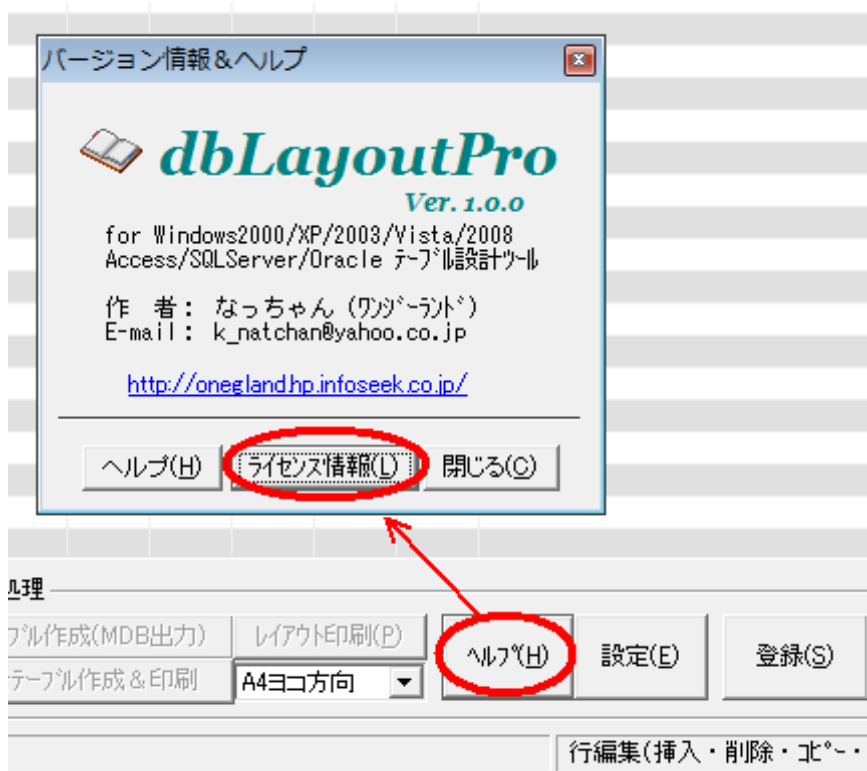 バージョン情報&ヘルプ
dbLayoutPro
Ver. 1.0.0
for Windows2000/XP/2003/Vista/2008
Access/SQLServer/Oracle ﾃｰﾌﾞﾙ設計ﾂｰﾙ
作　者： なっちゃん (ﾜﾝｼﾞｰﾗﾝﾄﾞ)
E-mail： k_natchan@yahoo.co.jp
http://onegland.hp.infoseek.co.jp/
ヘルプ(H) ライセンス情報(L) 閉じる(C)
処理
ﾌﾞﾙ作成(MDB出力) レイアウト印刷(P) ﾍﾙﾌﾟ(H) 設定(E) 登録(S)
テーブル作成&印刷 A4ヨコ方向
行編集(挿入・削除・ｺﾋﾟｰ・